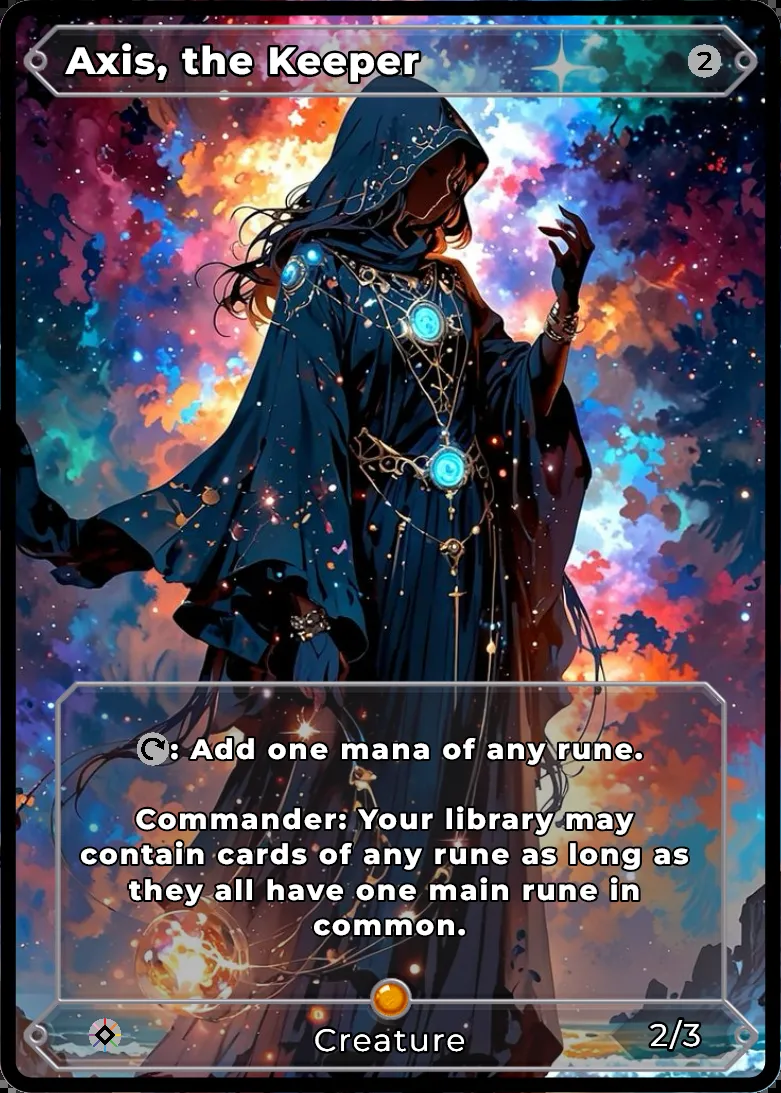 Axis, the Keeper
2
: Add one mana of any rune.
Commander: Your library may
contain cards of any rune as long as
they all have one main rune in
common.
Creature
2/3